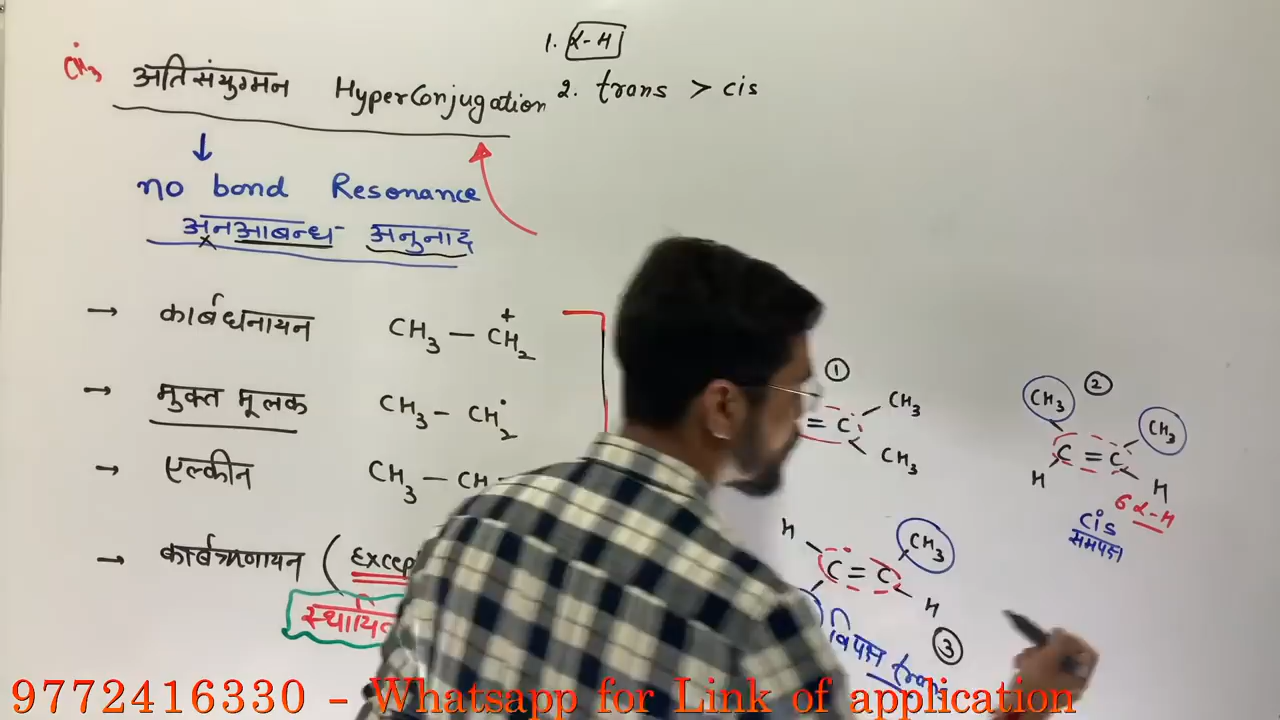 1. α-H
CH3
अतिसंयुग्मन HyperConjugation
2. trans > cis
↓
no bond Resonance
अनआबन्ध- अनुनाद
→ कार्बधनायन CH3 — CH2 +
→ मुक्त मूलक CH3 — CH2 •
→ एल्कीन CH3 — CH
→ कार्बऋणायन (Excep
स्थायित
①
= C
CH3
CH3
②
CH3
CH3
C = C
H
H
6 α-H
cis
समपक्ष
H
CH3
C = C
H
③
विपक्ष trans
9772416330 - Whatsapp for Link of application